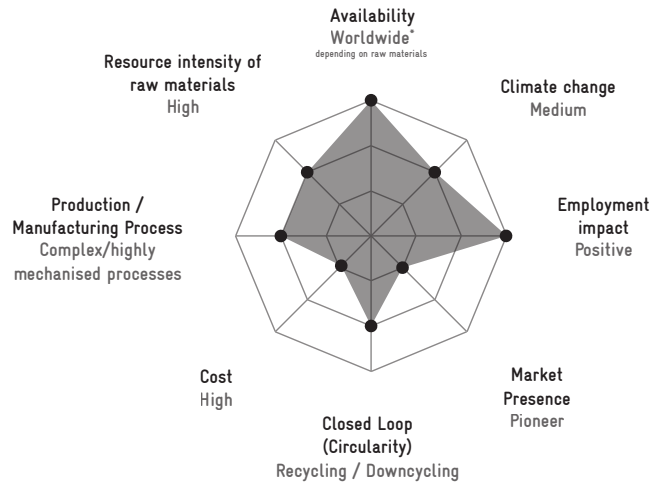 Availability
Worldwide*
depending on raw materials
Climate change
Medium
Employment
impact
Positive
Market
Presence
Pioneer
Closed Loop
(Circularity)
Recycling / Downcycling
Cost
High
Production /
Manufacturing Process
Complex/highly
mechanised processes
Resource intensity of
raw materials
High